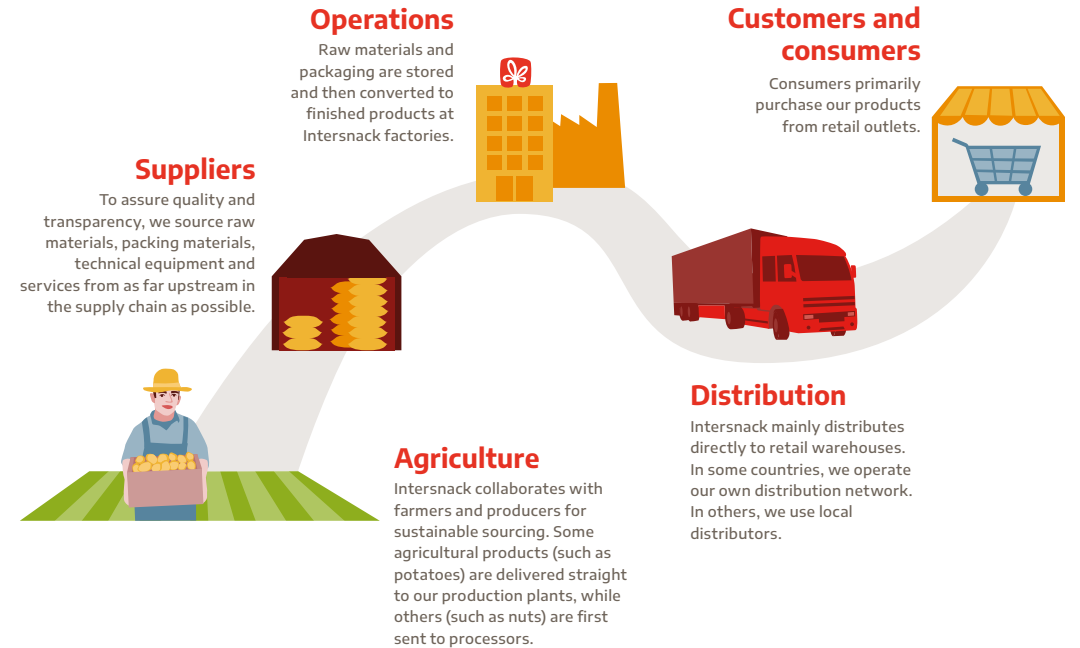 Operations
Raw materials and
packaging are stored
and then converted to
finished products at
Intersnack factories.
Customers and
consumers
Consumers primarily
purchase our products
from retail outlets.
Suppliers
To assure quality and
transparency, we source raw
materials, packing materials,
technical equipment and
services from as far upstream in
the supply chain as possible.
Agriculture
Intersnack collaborates with
farmers and producers for
sustainable sourcing. Some
agricultural products (such as
potatoes) are delivered straight
to our production plants, while
others (such as nuts) are first
sent to processors.
Distribution
Intersnack mainly distributes
directly to retail warehouses.
In some countries, we operate
our own distribution network.
In others, we use local
distributors.